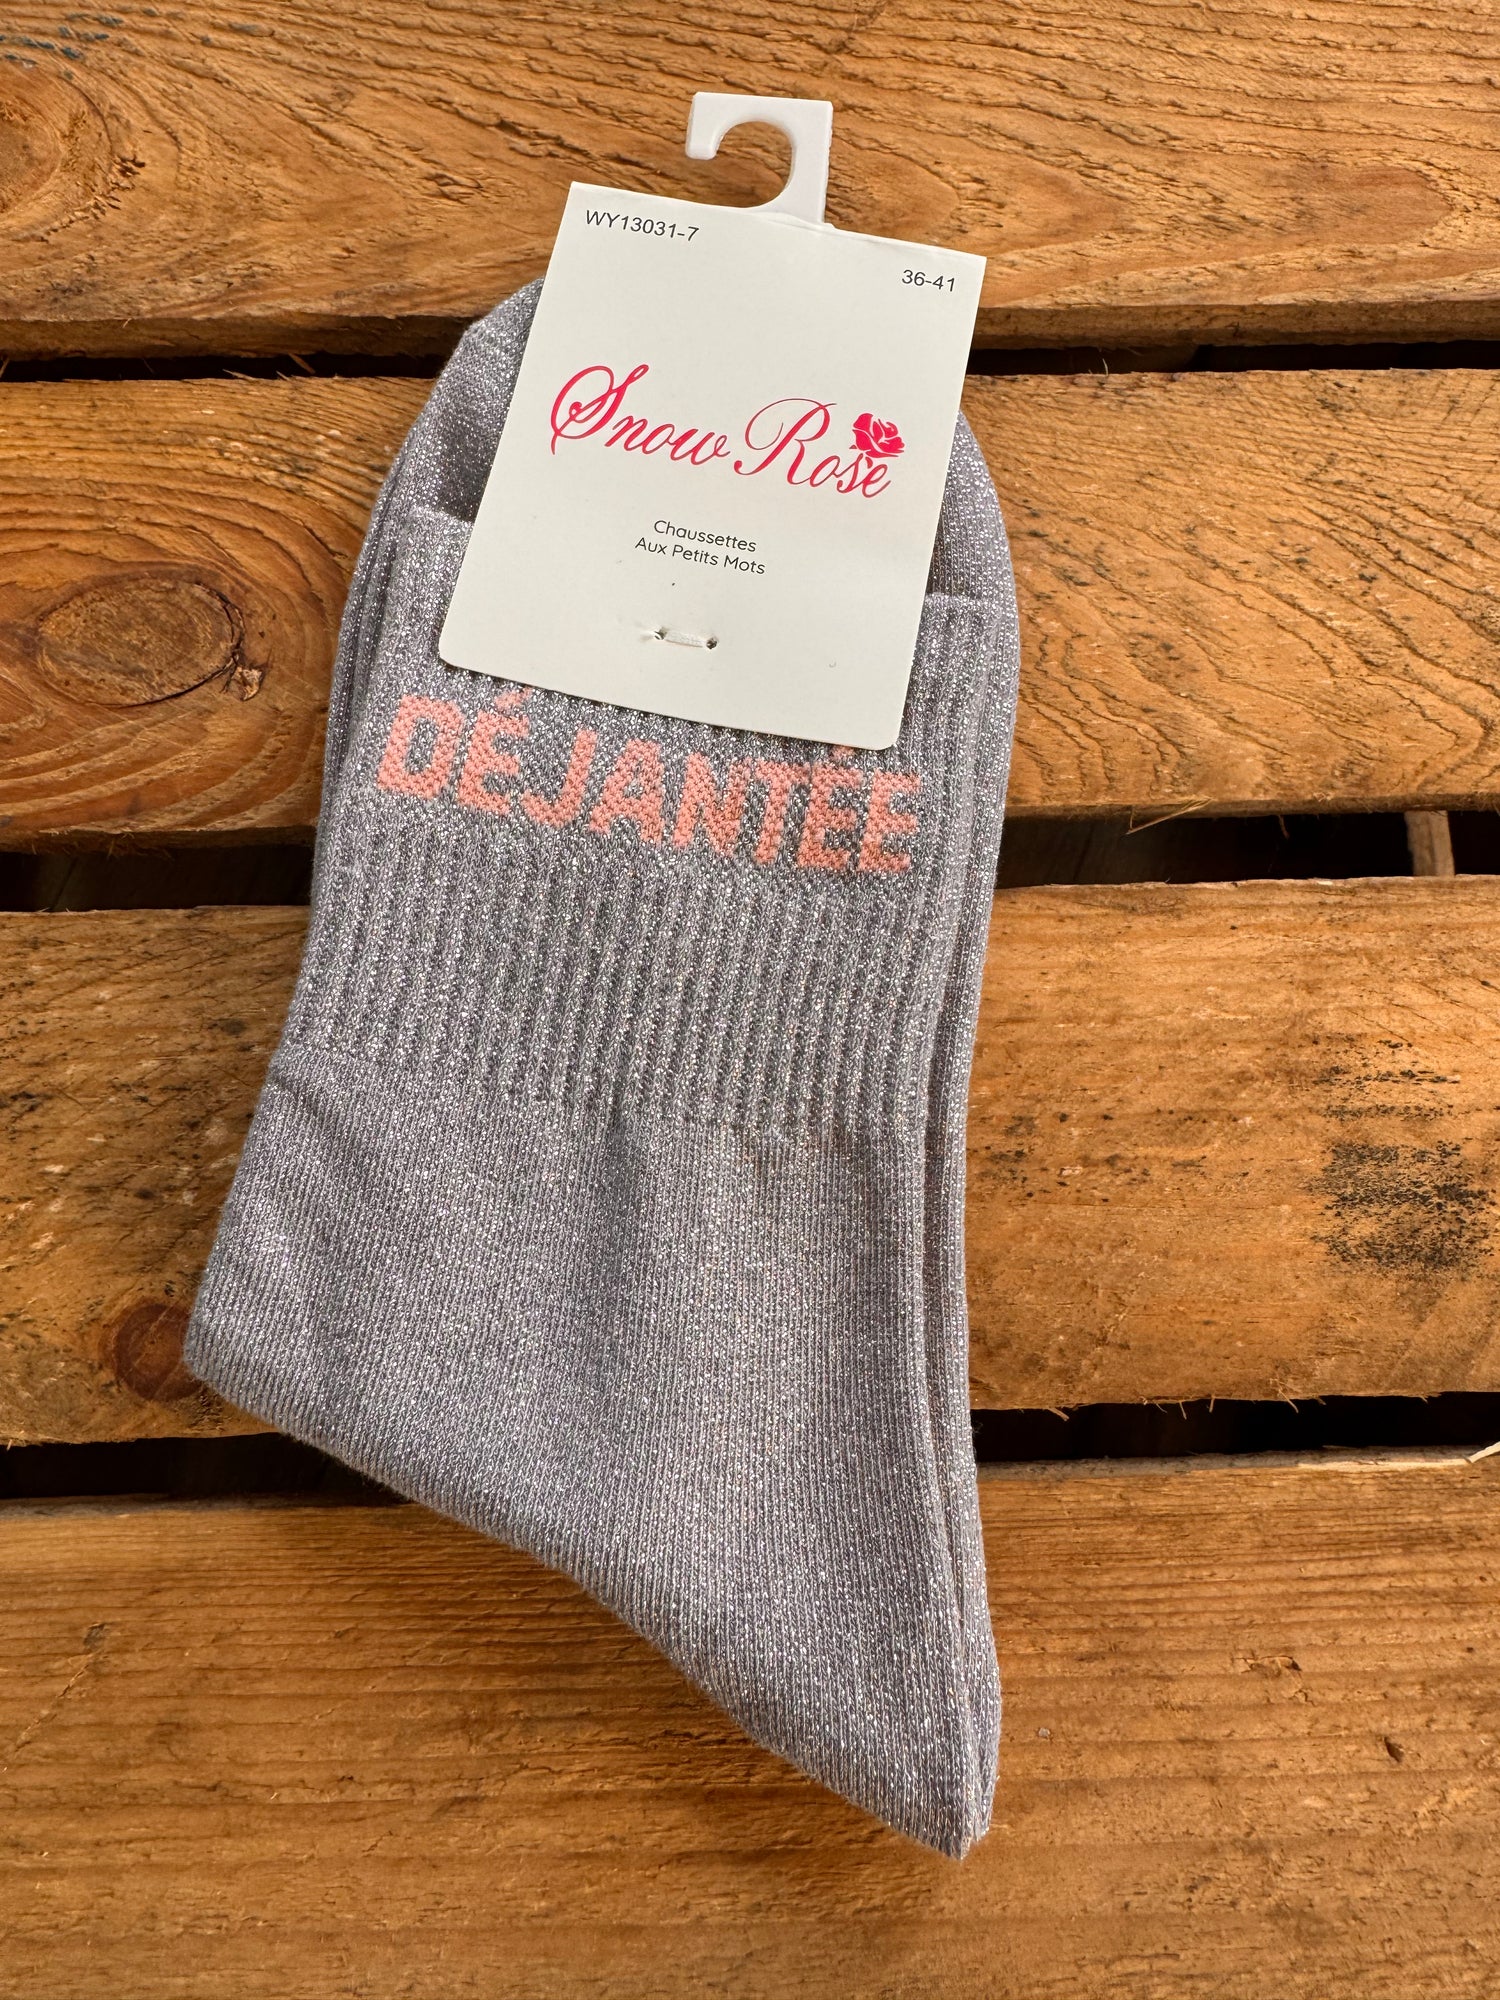 WY13031-7
36-41
Snow Rose
Chaussettes
Aux Petits Mots
DÉJANTÉE